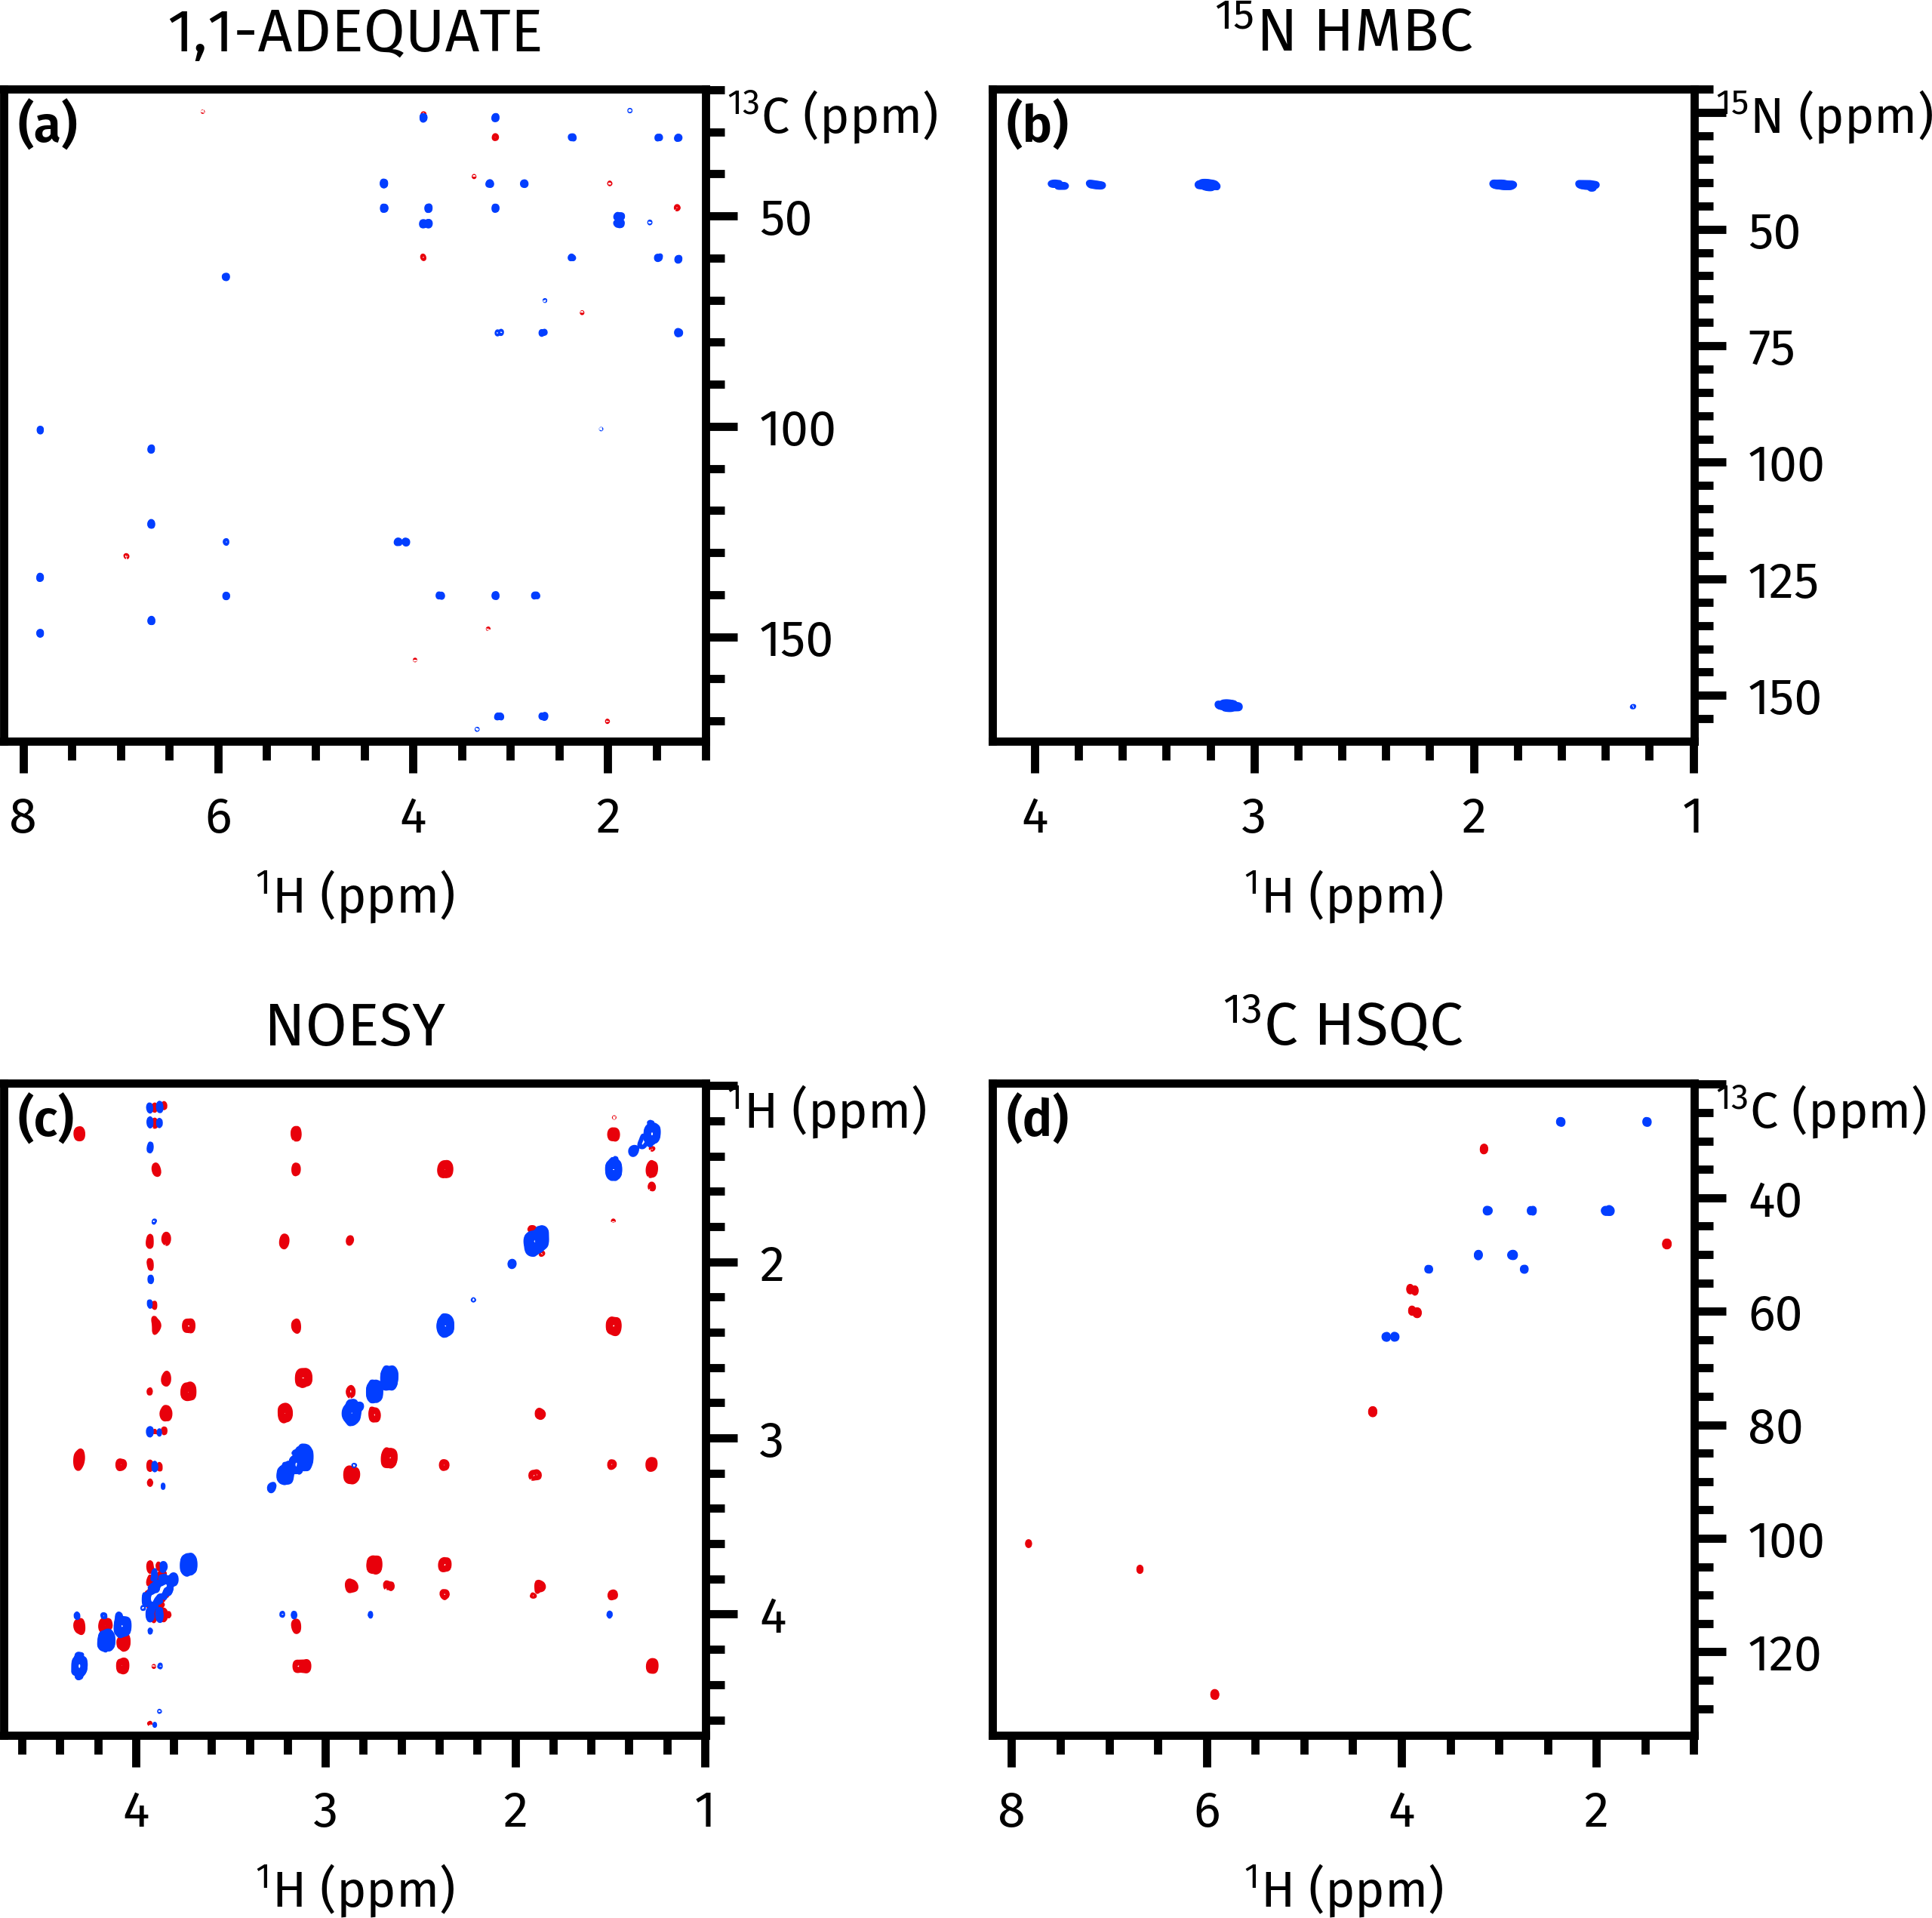 1,1-ADEQUATE
(a)
¹³C (ppm)
50
100
150
8 6 4 2
¹H (ppm)
¹⁵N HMBC
(b)
¹⁵N (ppm)
50
75
100
125
150
4 3 2 1
¹H (ppm)
NOESY
(c)
¹H (ppm)
2
3
4
4 3 2 1
¹H (ppm)
¹³C HSQC
(d)
¹³C (ppm)
40
60
80
100
120
8 6 4 2
¹H (ppm)